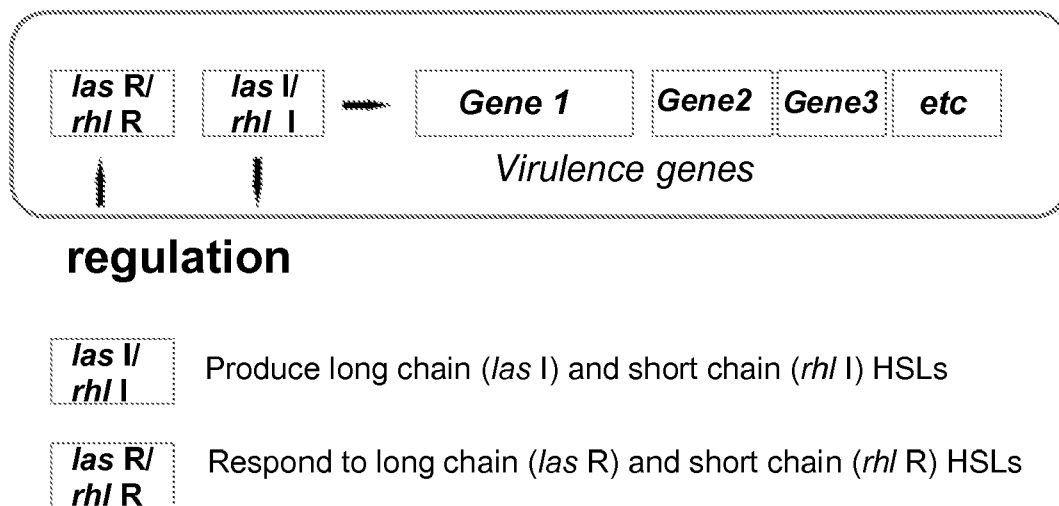 las R/
rhl R
las I/
rhl I
Gene 1
Gene2
Gene3
etc
Virulence genes
regulation
las I/
rhl I
Produce long chain (las I) and short chain (rhl I) HSLs
las R/
rhl R
Respond to long chain (las R) and short chain (rhl R) HSLs